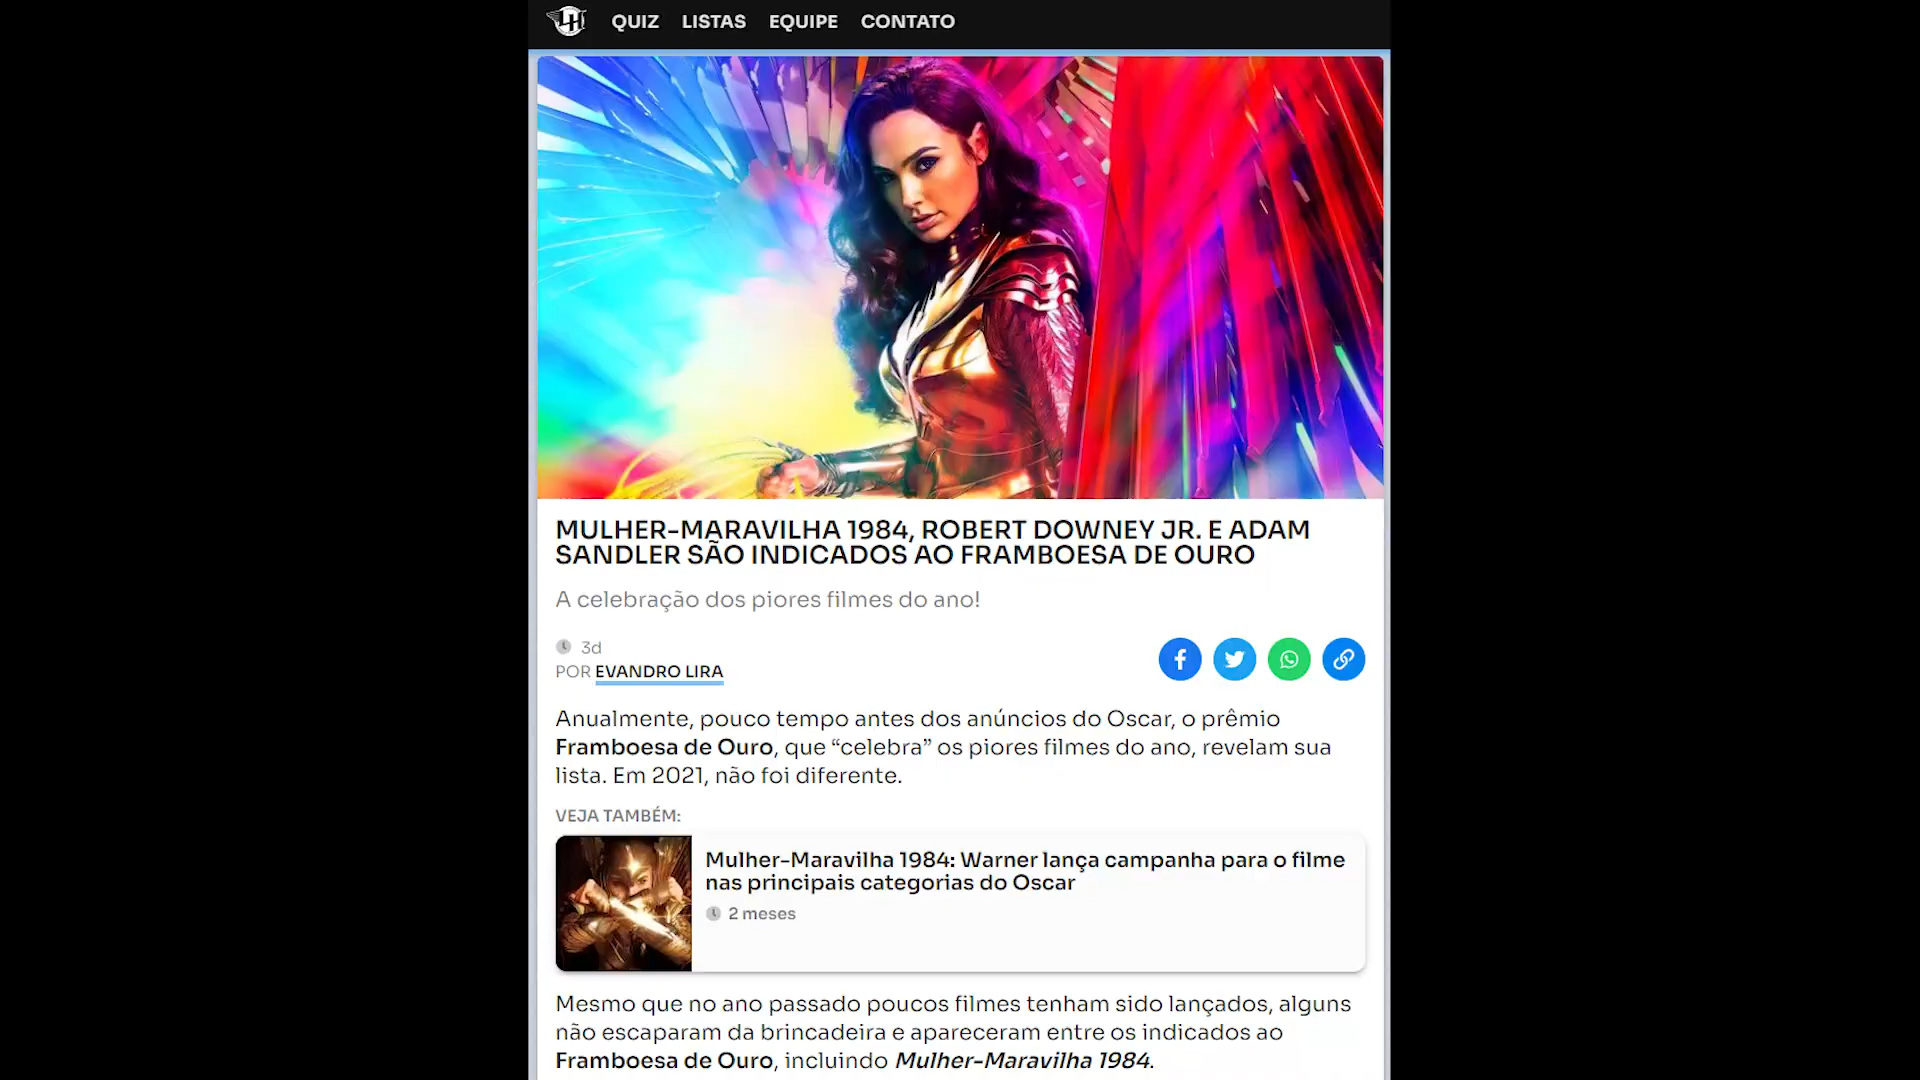 LH QUIZ LISTAS EQUIPE CONTATO
MULHER-MARAVILHA 1984, ROBERT DOWNEY JR. E ADAM
SANDLER SÃO INDICADOS AO FRAMBOESA DE OURO
A celebração dos piores filmes do ano!
3d
POR EVANDRO LIRA
Anualmente, pouco tempo antes dos anúncios do Oscar, o prêmio
Framboesa de Ouro, que “celebra” os piores filmes do ano, revelam sua
lista. Em 2021, não foi diferente.
VEJA TAMBÉM:
Mulher-Maravilha 1984: Warner lança campanha para o filme
nas principais categorias do Oscar
2 meses
Mesmo que no ano passado poucos filmes tenham sido lançados, alguns
não escaparam da brincadeira e apareceram entre os indicados ao
Framboesa de Ouro, incluindo Mulher-Maravilha 1984.